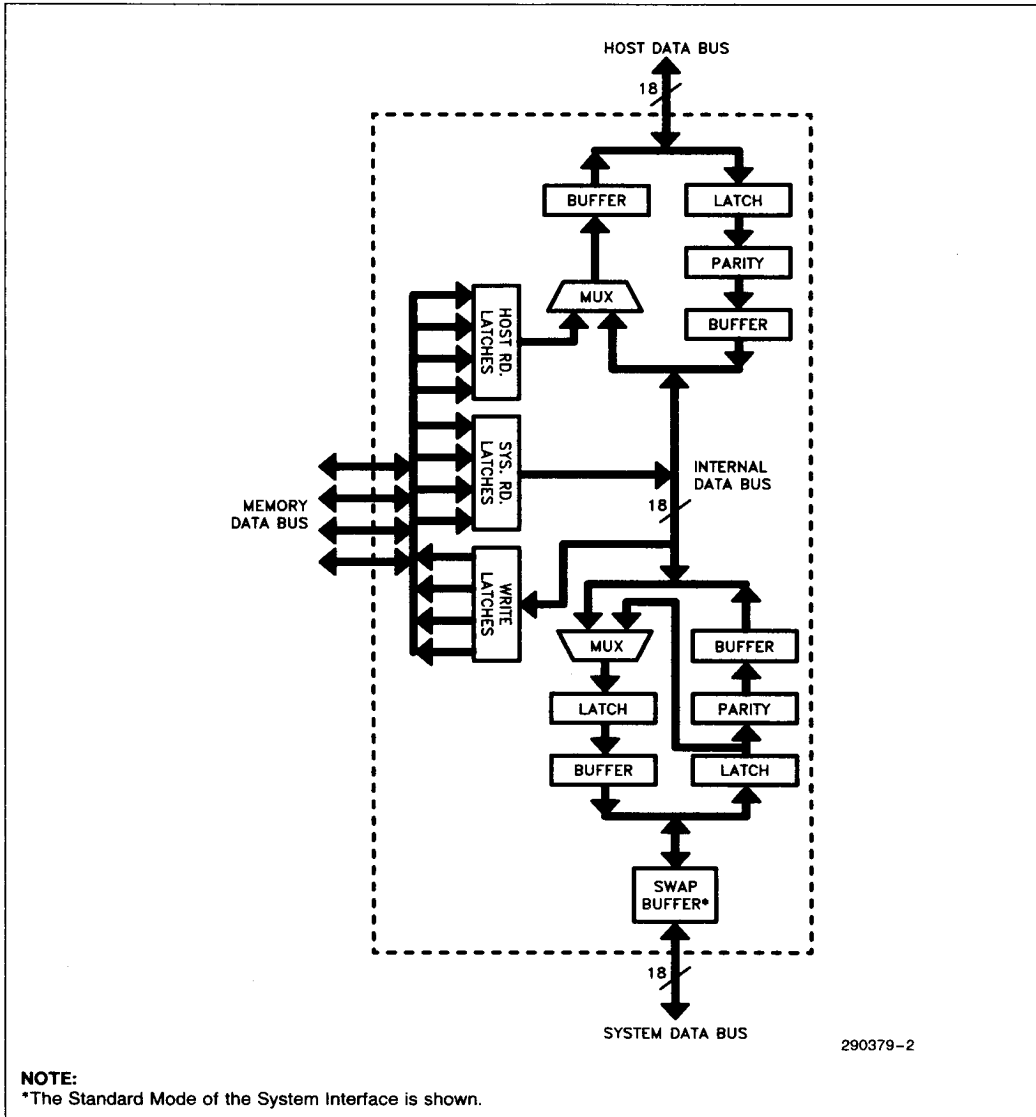 HOST DATA BUS
18
BUFFER
LATCH
PARITY
MUX
BUFFER
HOST RD.
LATCHES
SYS. RD.
LATCHES
INTERNAL
DATA BUS
18
MEMORY
DATA BUS
WRITE
LATCHES
MUX
BUFFER
LATCH
PARITY
BUFFER
LATCH
SWAP
BUFFER*
18
SYSTEM DATA BUS
290379-2
NOTE:
*The Standard Mode of the System Interface is shown.